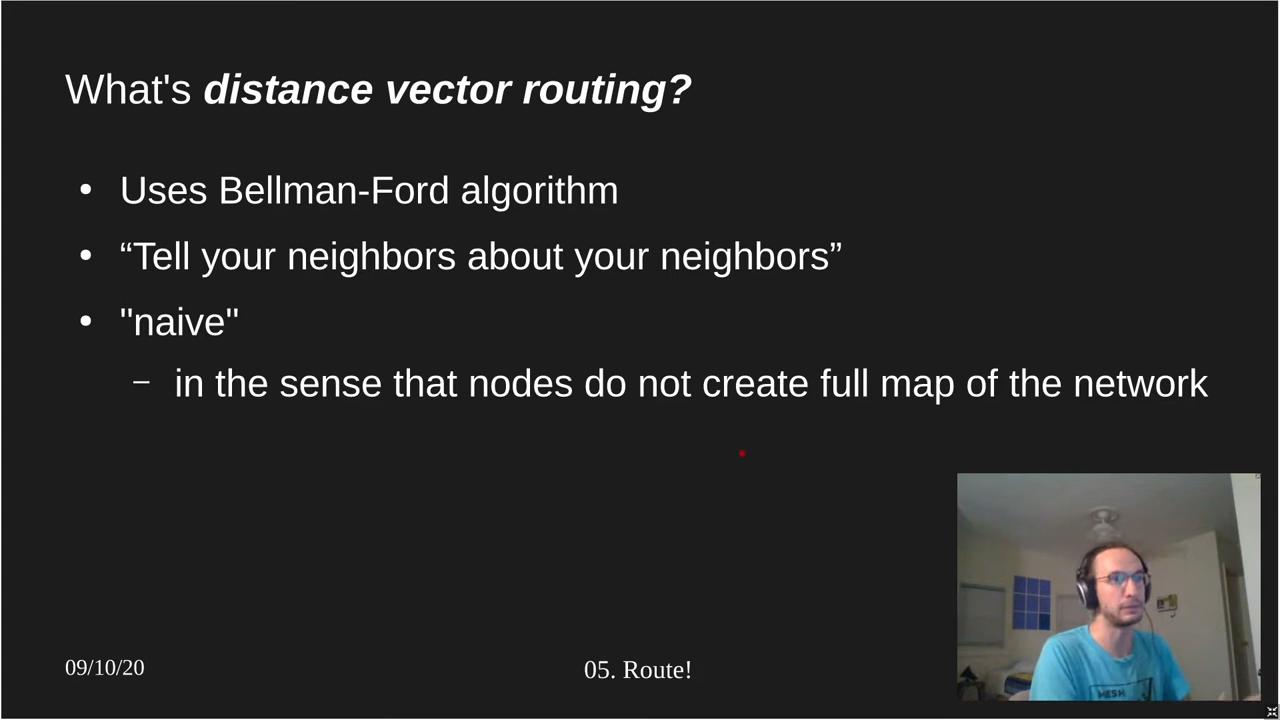 What's distance vector routing?
• Uses Bellman-Ford algorithm
• “Tell your neighbors about your neighbors”
• "naive"
– in the sense that nodes do not create full map of the network
MESH
09/10/20
05. Route!